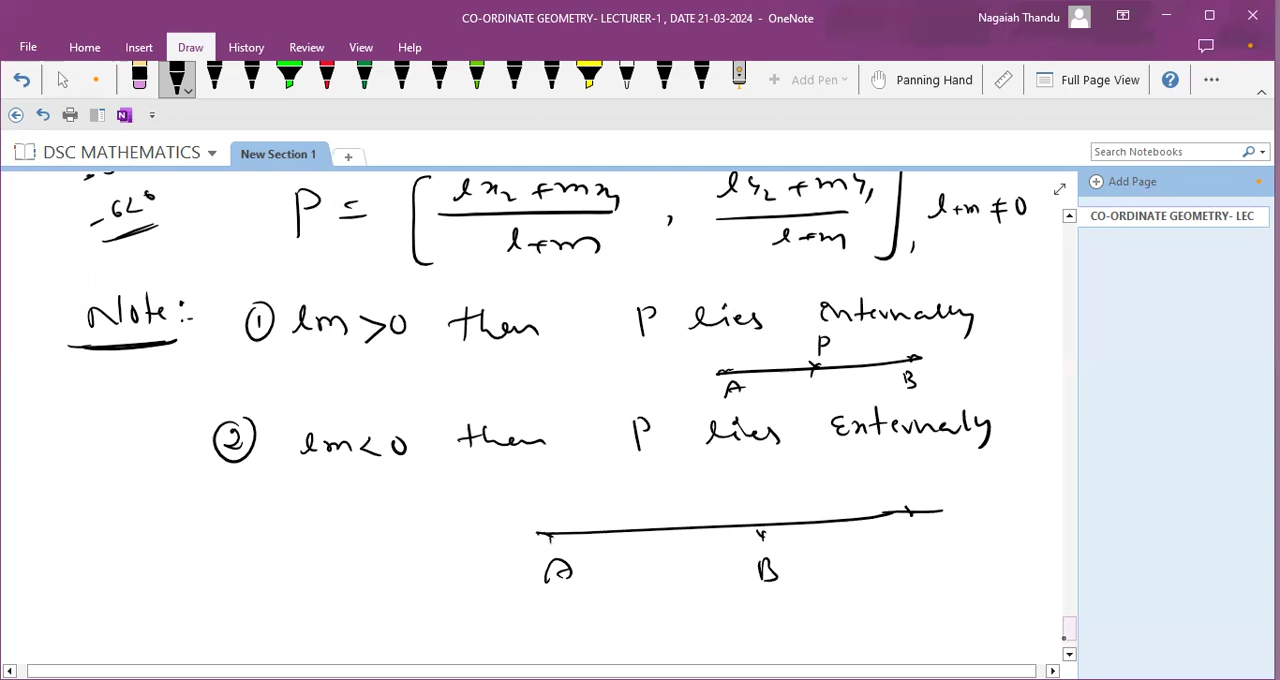 CO-ORDINATE GEOMETRY- LECTURER-1 , DATE 21-03-2024 - OneNote
Nagaiah Thandu
File Home Insert Draw History Review View Help
Add Pen Panning Hand Full Page View
DSC MATHEMATICS New Section 1 Search Notebooks
Add Page
CO-ORDINATE GEOMETRY- LEC
-6<0
P = [ lx₂ + mx₁ / l+m , ly₂ + my₁ / l+m ], l+m ≠ 0
Note:- ① lm > 0 then P lies internally
P
A B
② lm < 0 then P lies externally
A B